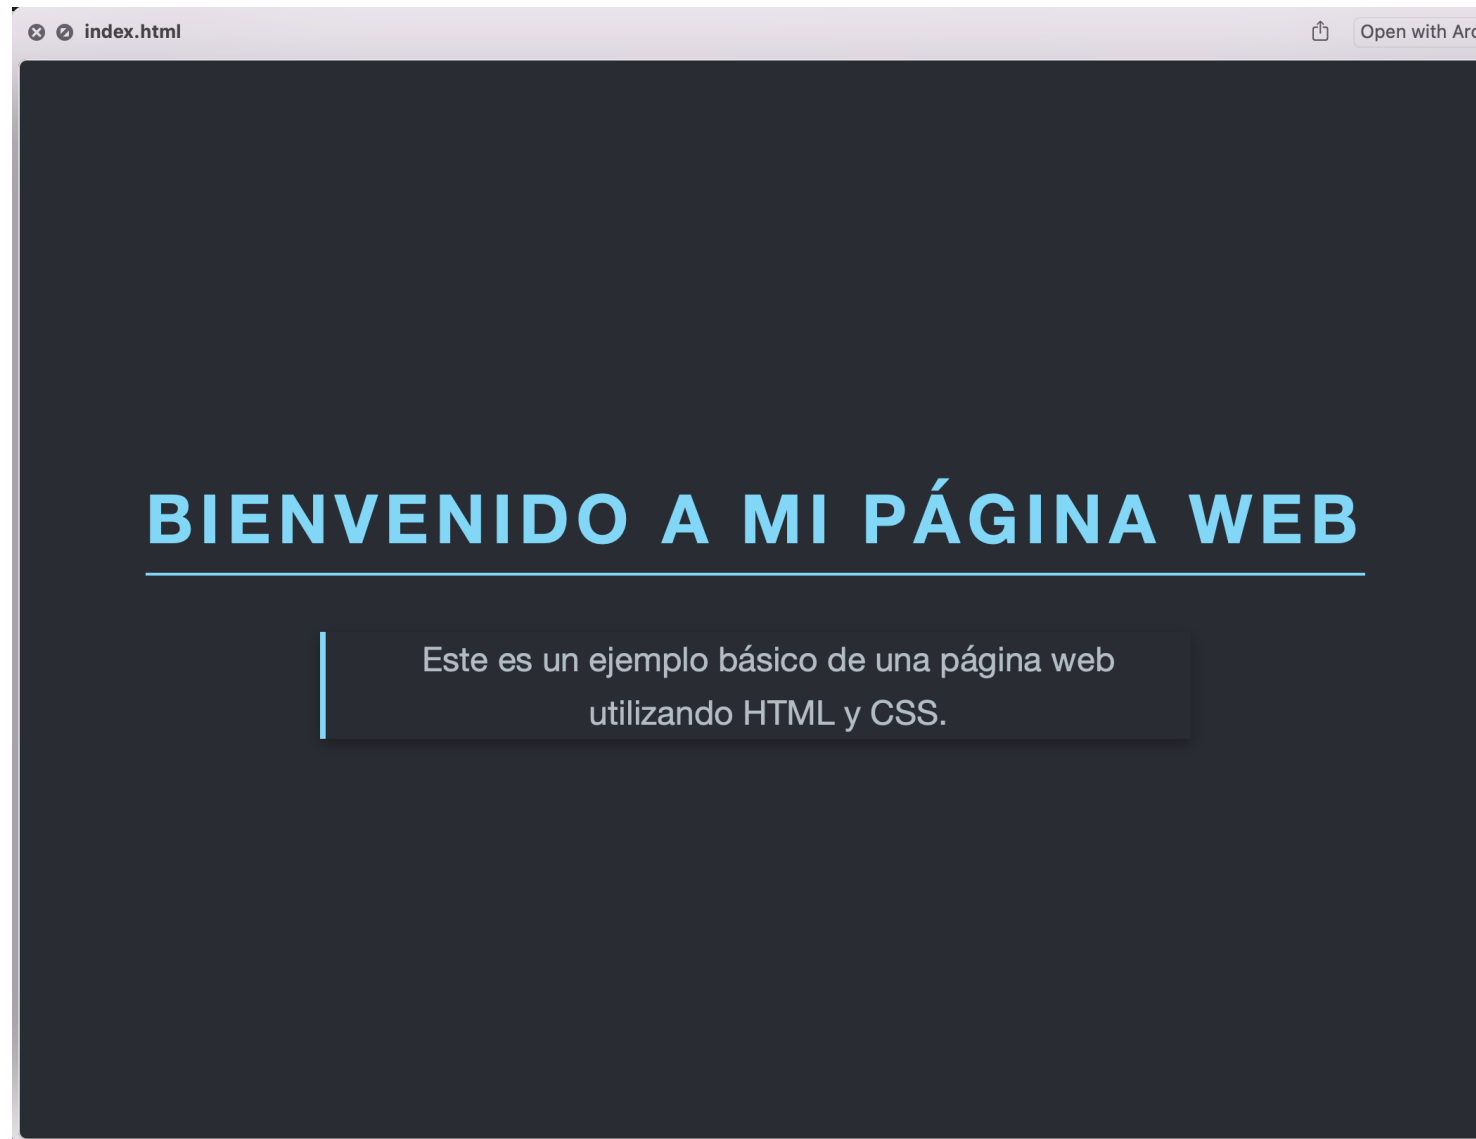 index.html
Open with Arc
BIENVENIDO A MI PÁGINA WEB
Este es un ejemplo básico de una página web
utilizando HTML y CSS.